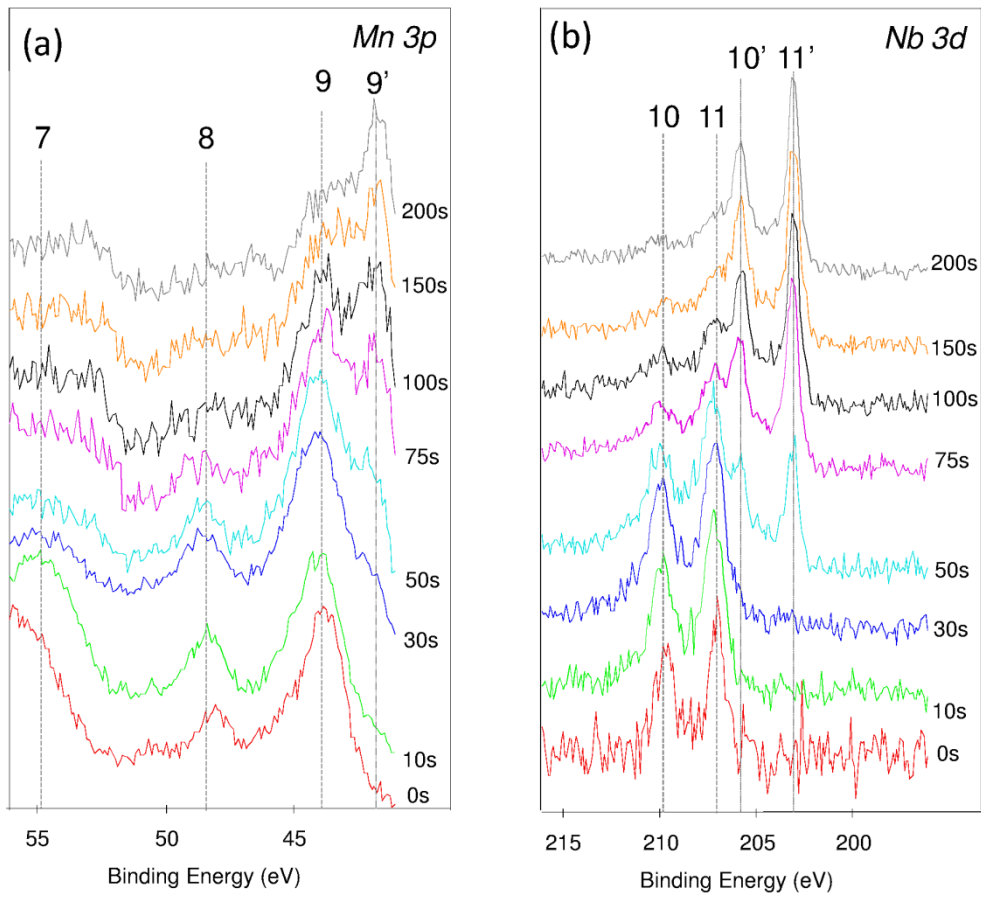 (a)
Mn 3p
7
8
9
9’
200s
150s
100s
75s
50s
30s
10s
0s
55
50
45
Binding Energy (eV)
(b)
Nb 3d
10
11
10’
11’
200s
150s
100s
75s
50s
30s
10s
0s
215
210
205
200
Binding Energy (eV)